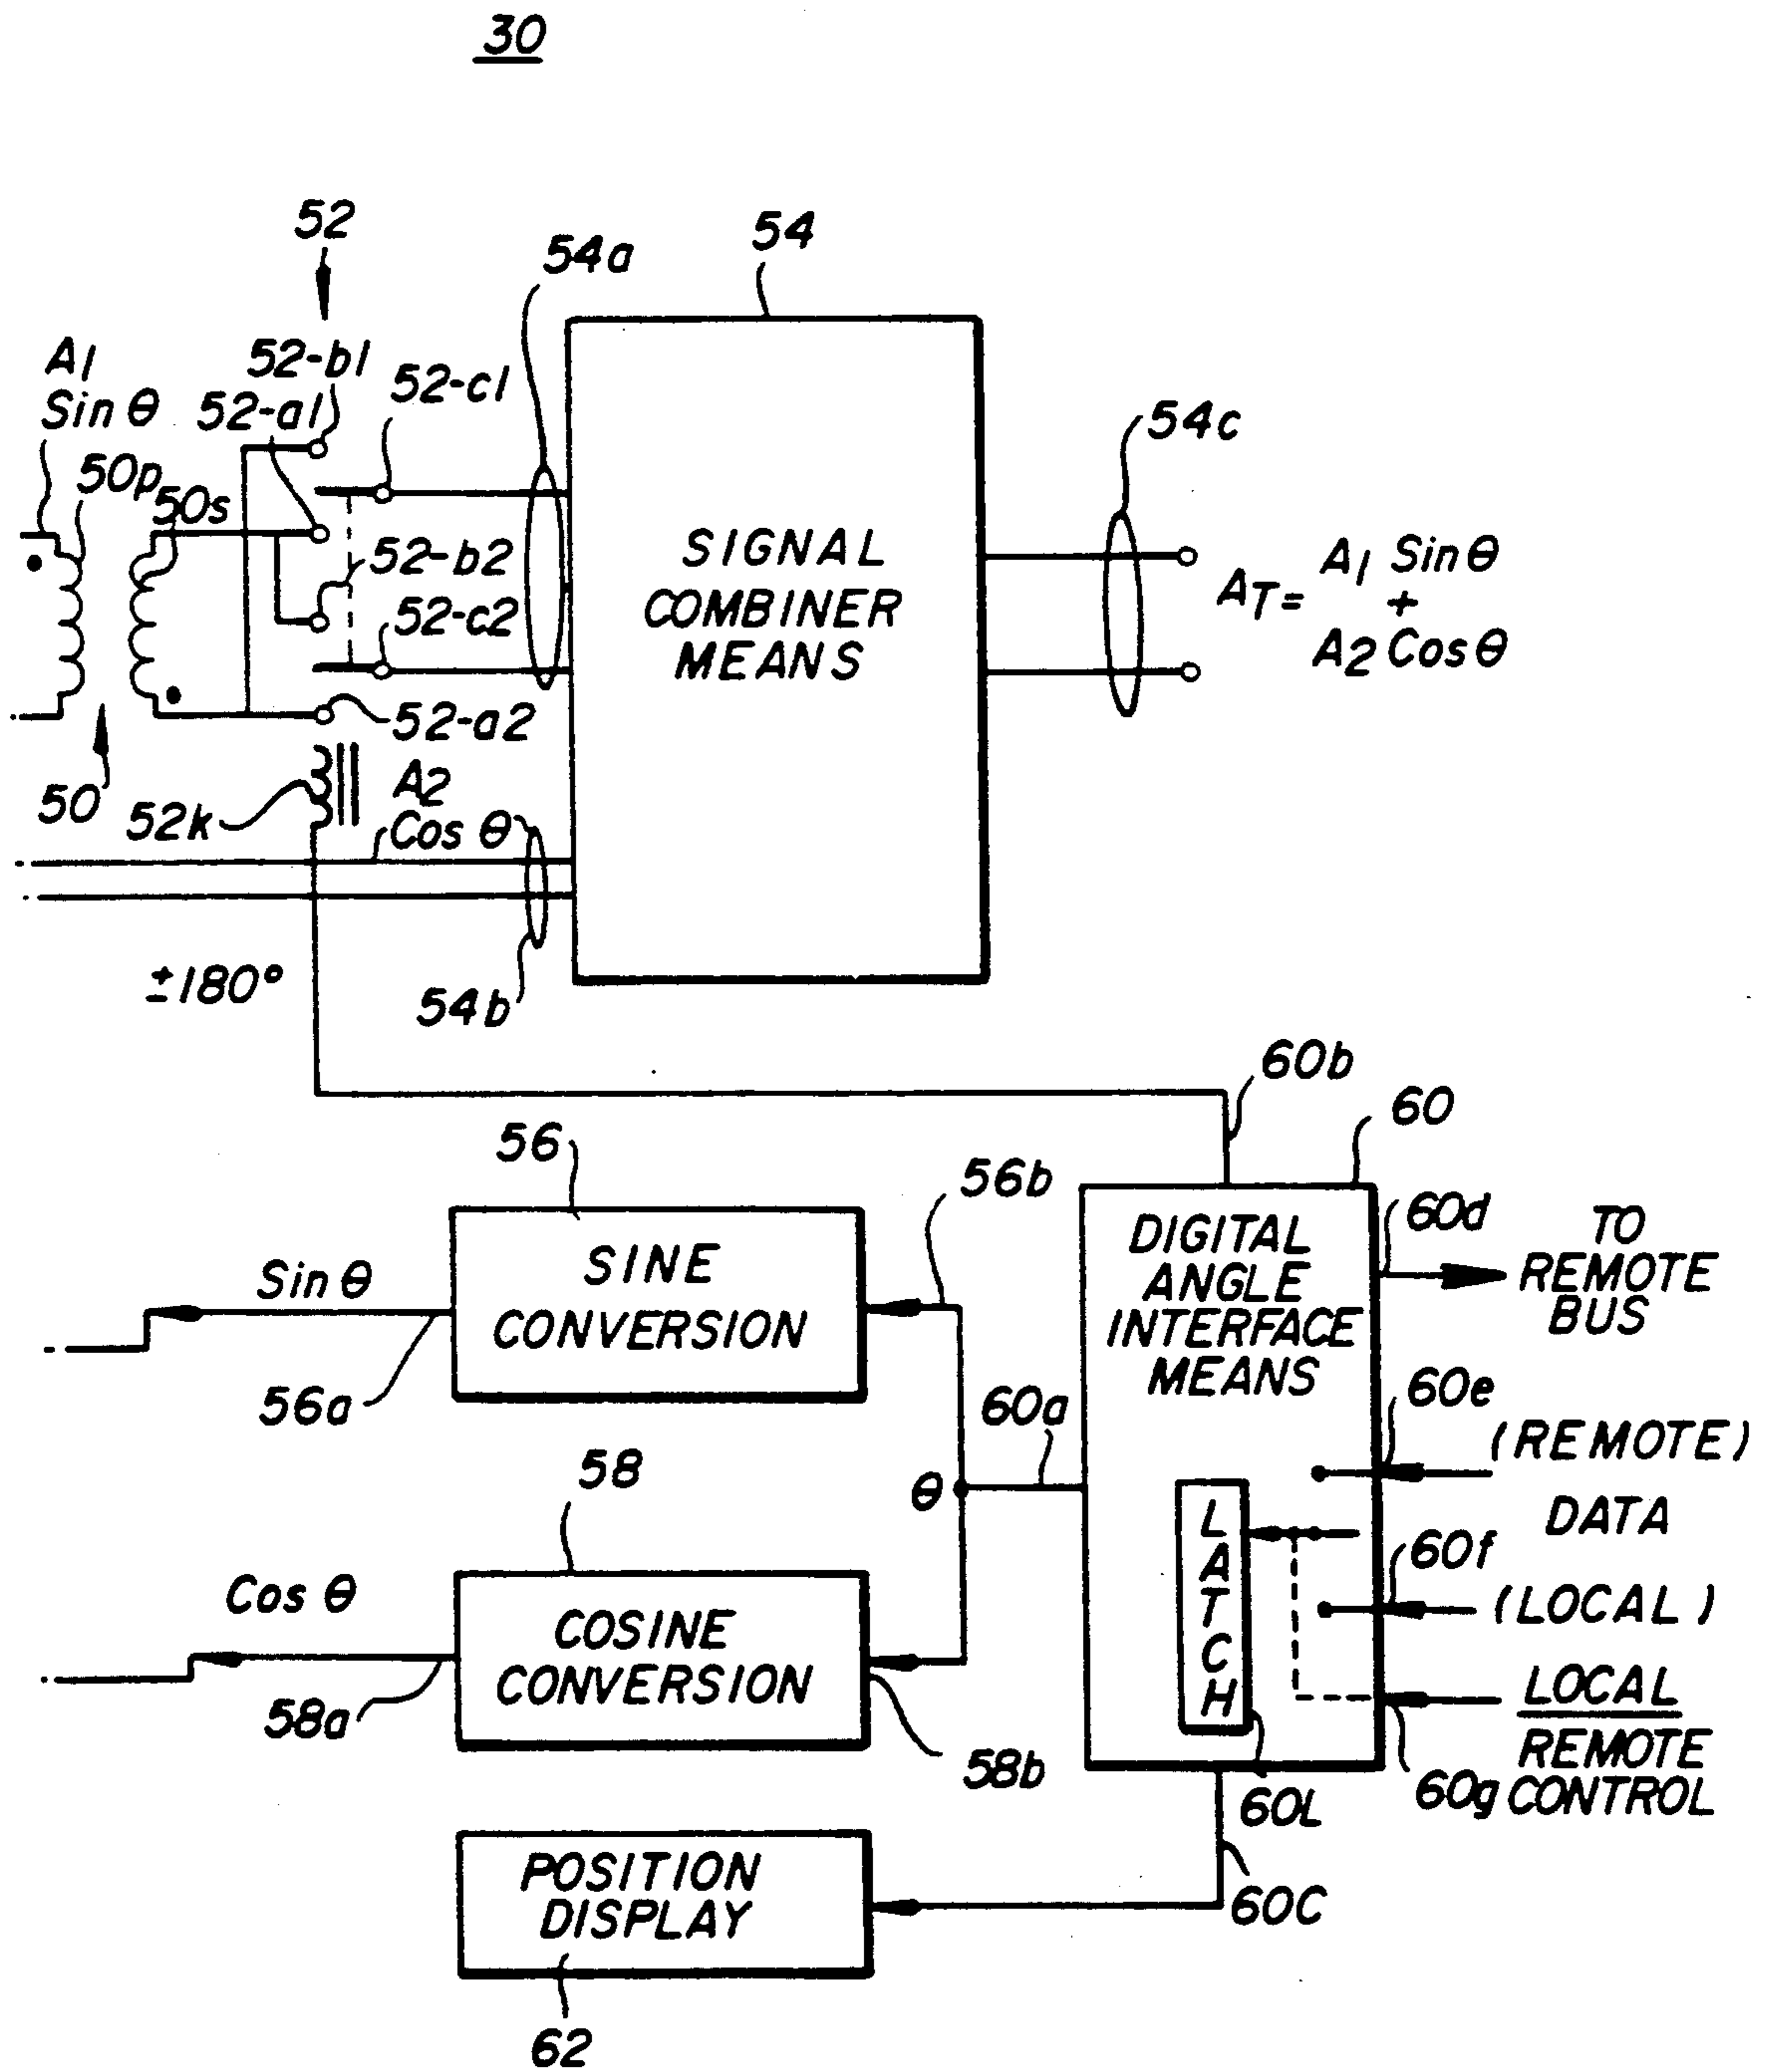 30
52
54a
54
A1
Sin θ
52-b1
52-a1
52-c1
54c
50p
50s
52-b2
52-c2
SIGNAL
COMBINER
MEANS
AT= A1 Sin θ
+
A2 Cos θ
52-a2
50
52k
A2
Cos θ
±180°
54b
60b
60
56
56b
SINE
CONVERSION
Sin θ
56a
DIGITAL
ANGLE
INTERFACE
MEANS
60d
TO
REMOTE
BUS
60a
60e
(REMOTE)
DATA
θ
58
LATCH
60f
(LOCAL)
Cos θ
COSINE
CONVERSION
58a
58b
LOCAL
REMOTE
CONTROL
60g
60L
60C
POSITION
DISPLAY
62